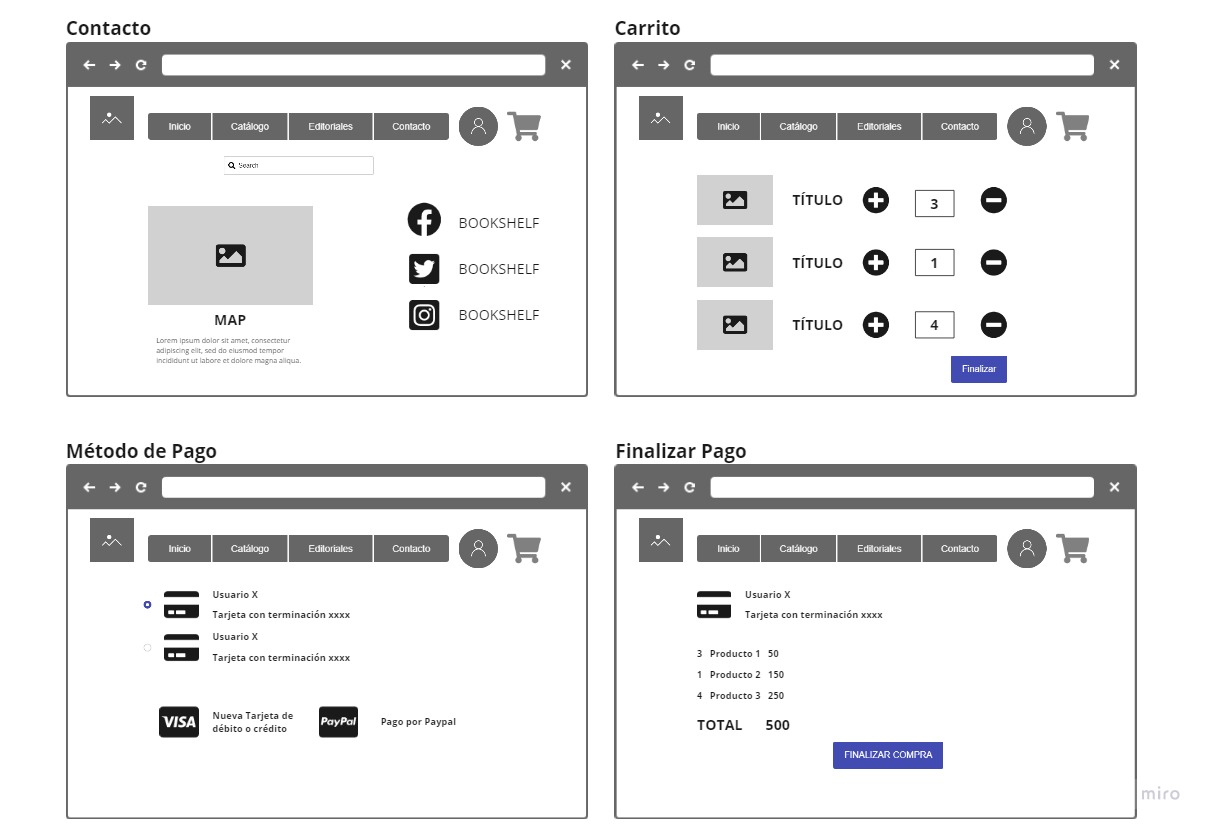 Contacto
Inicio Catálogo Editoriales Contacto
Search
MAP
Lorem ipsum dolor sit amet, consectetur
adipiscing elit, sed do eiusmod tempor
incididunt ut labore et dolore magna aliqua.
BOOKSHELF
BOOKSHELF
BOOKSHELF
Carrito
Inicio Catálogo Editoriales Contacto
TÍTULO 3
TÍTULO 1
TÍTULO 4
Finalizar
Método de Pago
Inicio Catálogo Editoriales Contacto
Usuario X
Tarjeta con terminación xxxx
Usuario X
Tarjeta con terminación xxxx
VISA
Nueva Tarjeta de
débito o crédito
PayPal
Pago por Paypal
Finalizar Pago
Inicio Catálogo Editoriales Contacto
Usuario X
Tarjeta con terminación xxxx
3 Producto 1 50
1 Producto 2 150
4 Producto 3 250
TOTAL 500
FINALIZAR COMPRA
miro